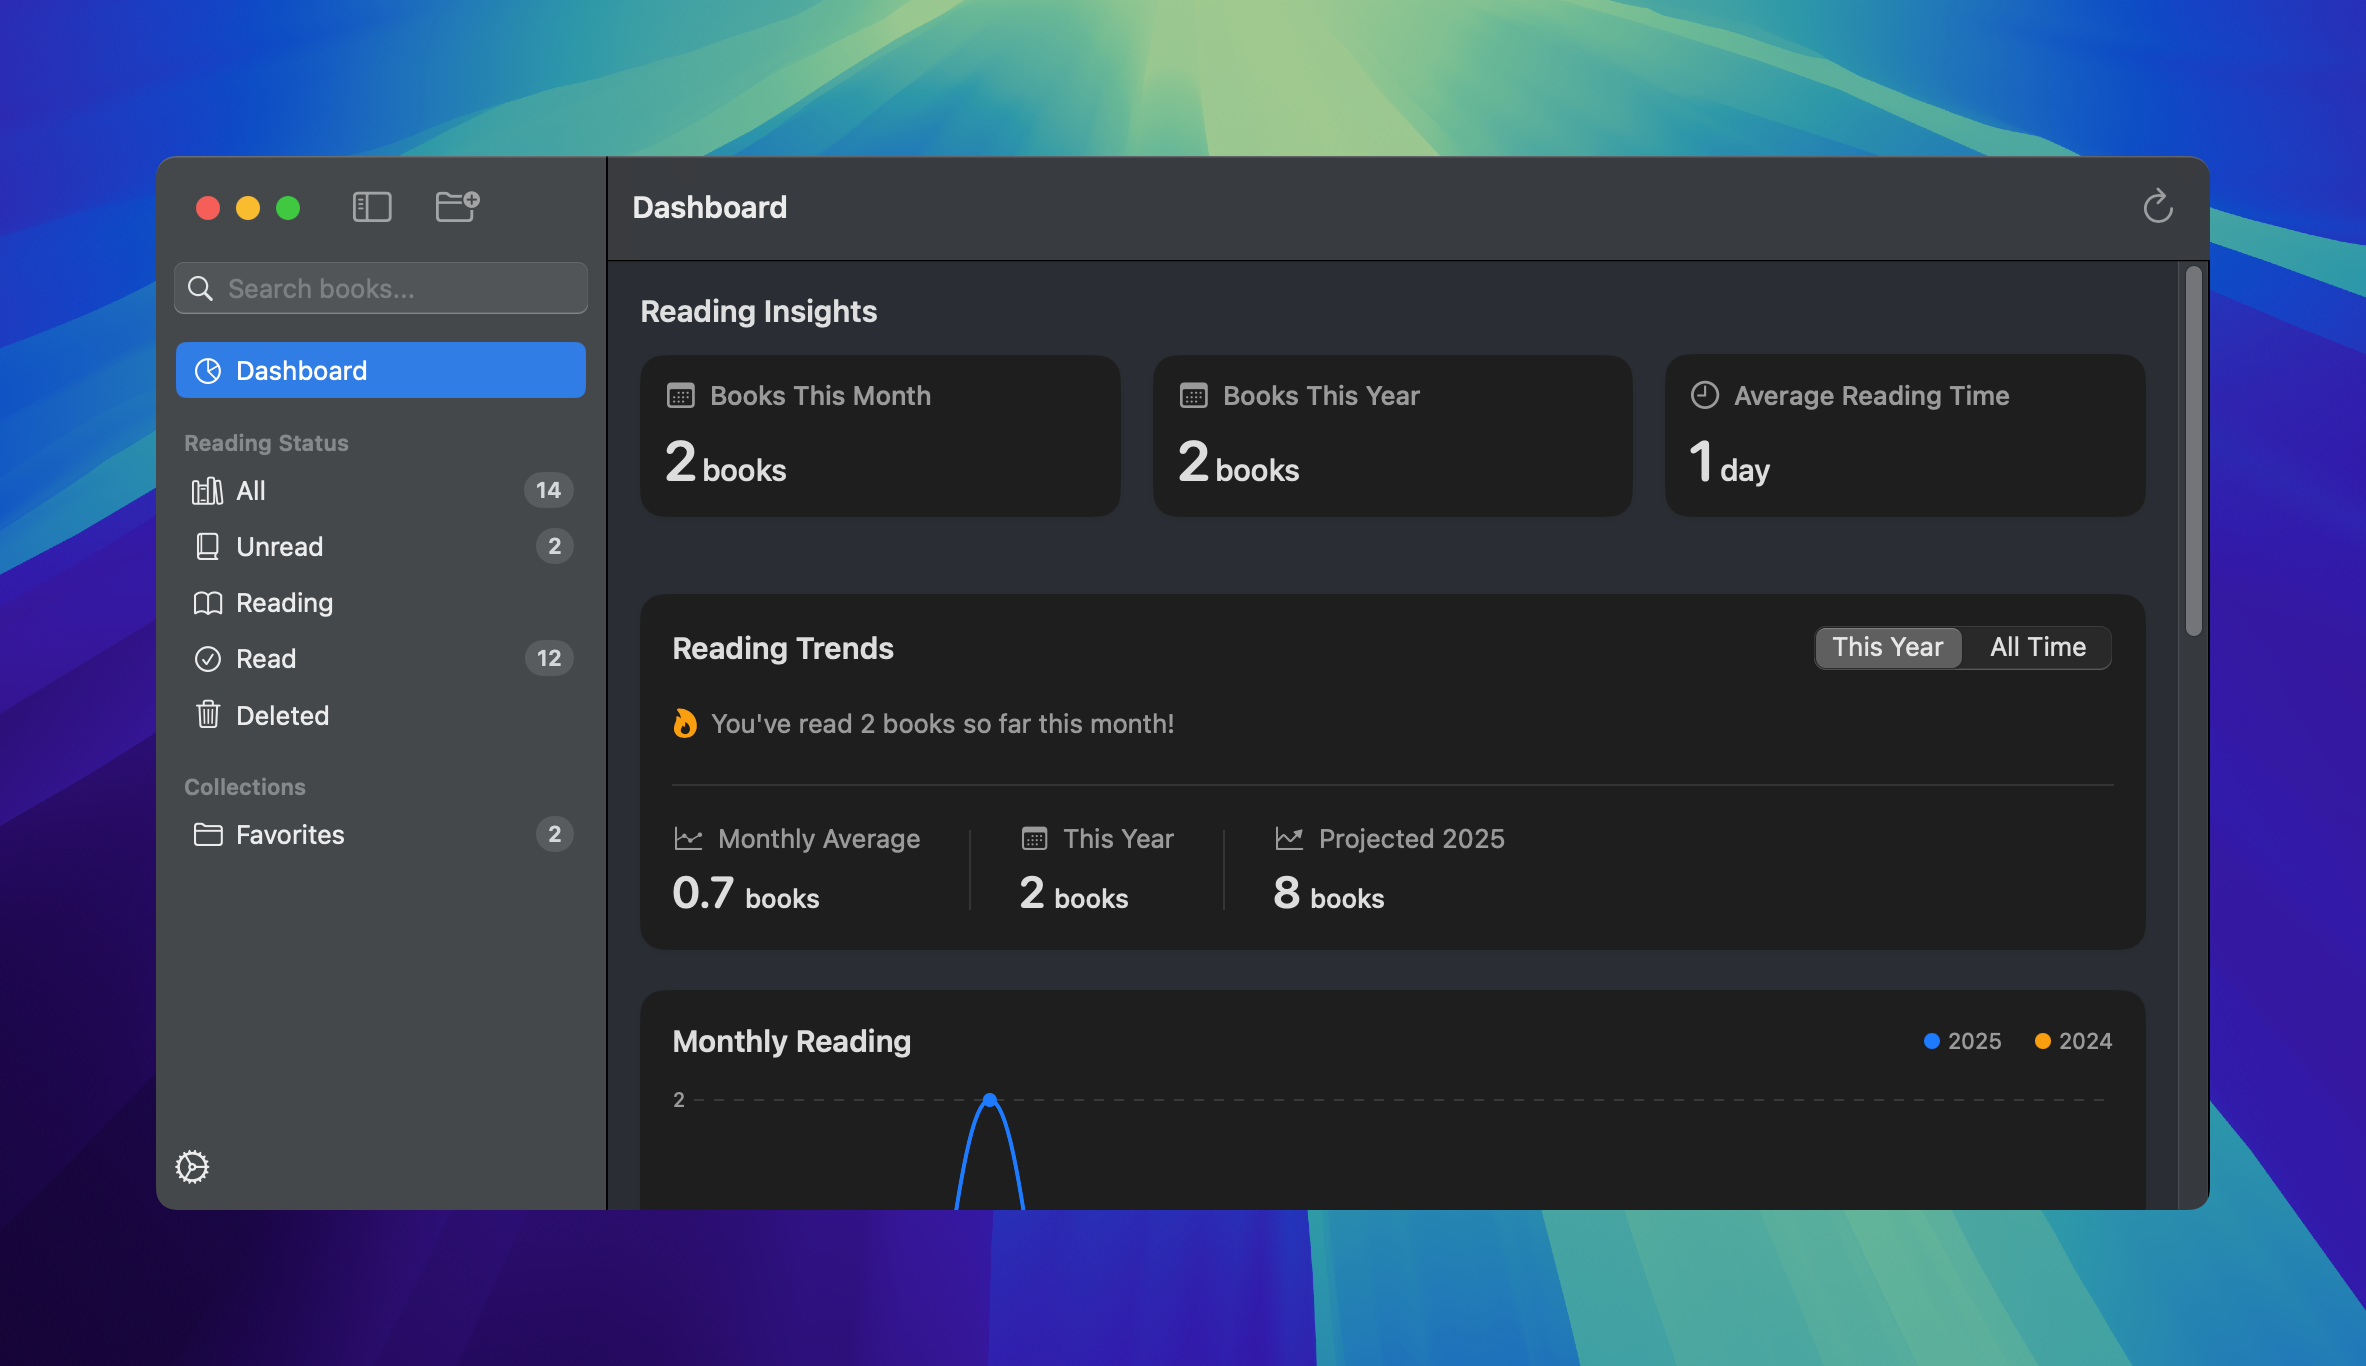 Dashboard
Search books...
Dashboard
Reading Status
All 14
Unread 2
Reading
Read 12
Deleted
Collections
Favorites 2
Reading Insights
Books This Month
2 books
Books This Year
2 books
Average Reading Time
1 day
Reading Trends
This Year All Time
You've read 2 books so far this month!
Monthly Average
0.7 books
This Year
2 books
Projected 2025
8 books
Monthly Reading
2025 2024
2